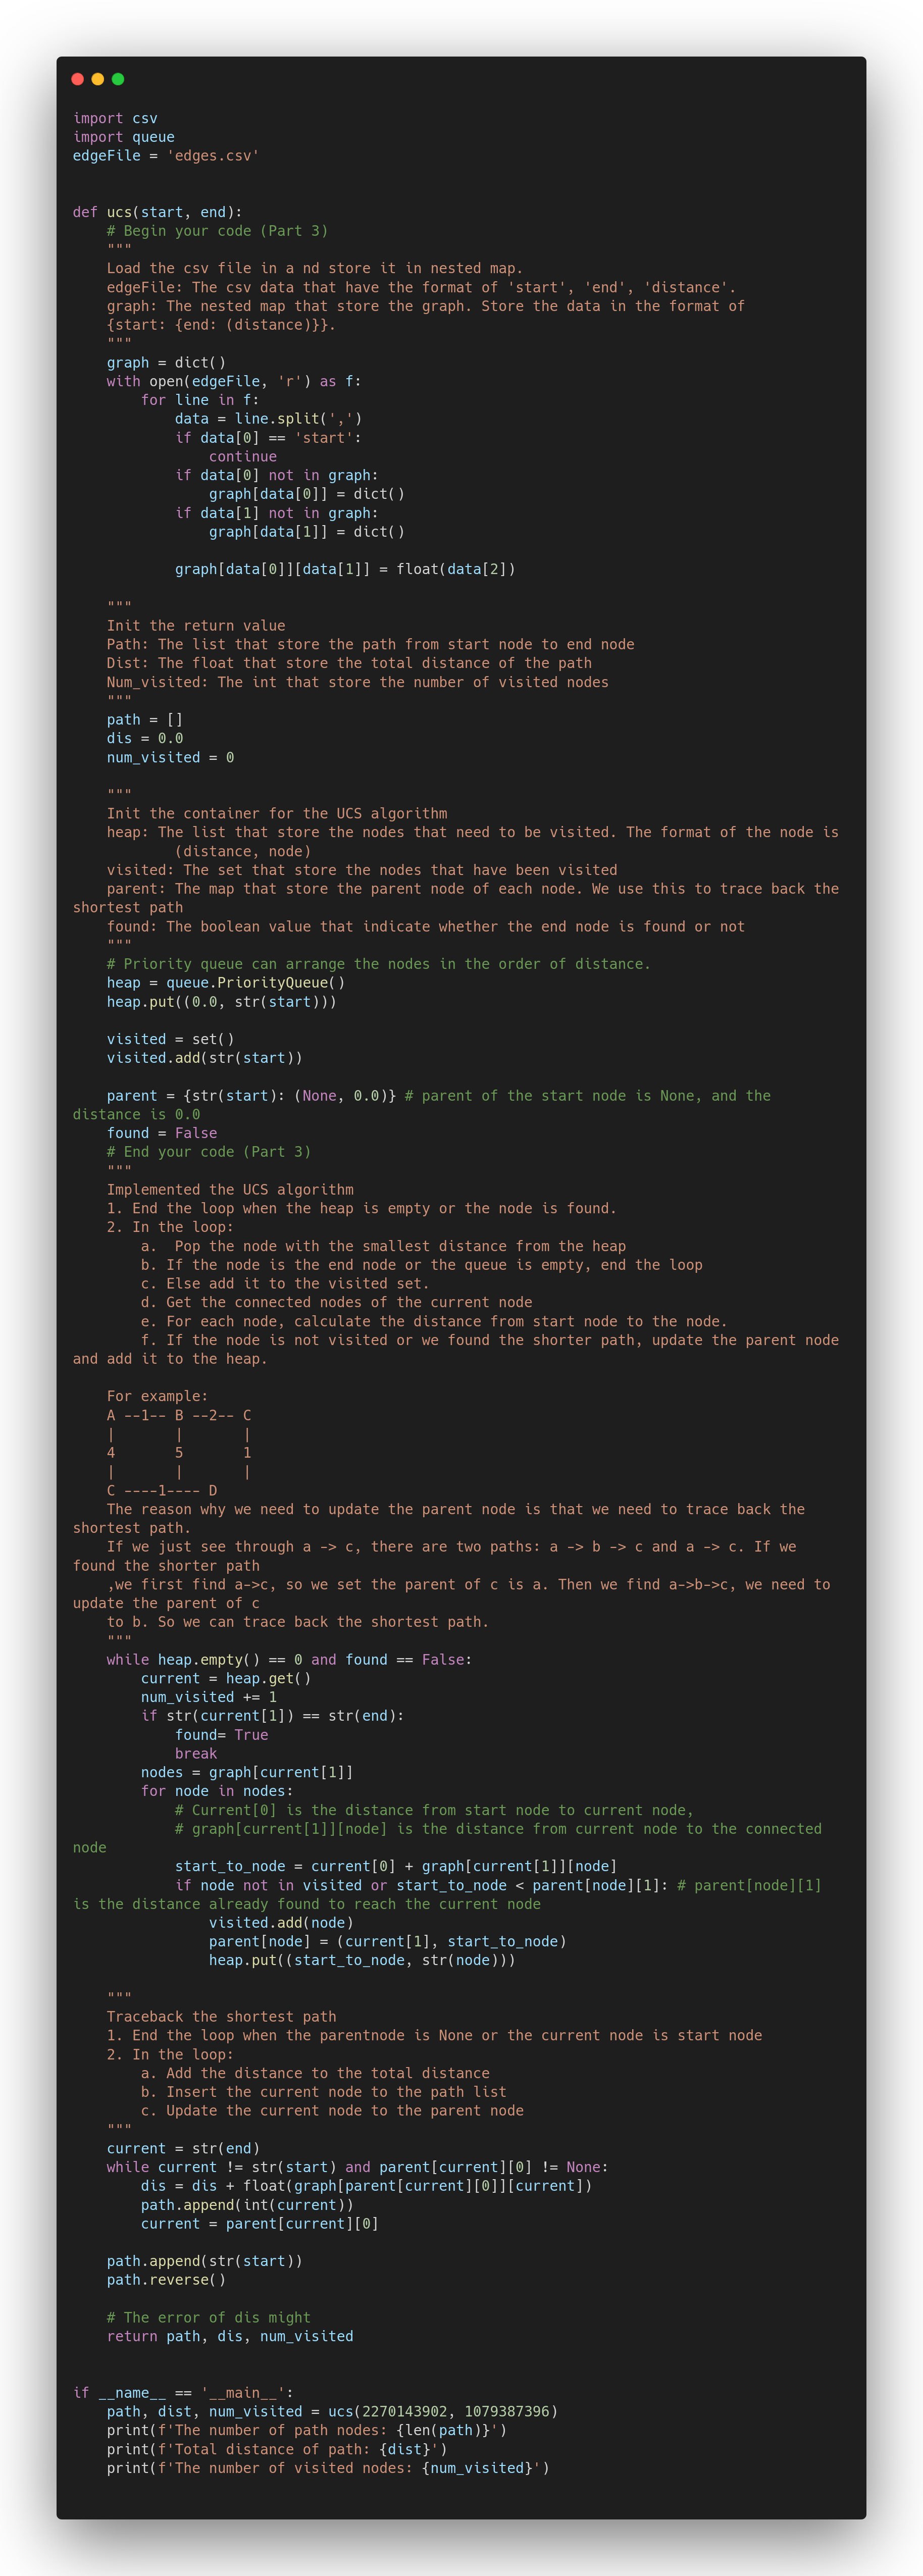 import csv
import queue
edgeFile = 'edges.csv'


def ucs(start, end):
    # Begin your code (Part 3)
    """
    Load the csv file in a nd store it in nested map.
    edgeFile: The csv data that have the format of 'start', 'end', 'distance'.
    graph: The nested map that store the graph. Store the data in the format of
    {start: {end: (distance)}}.
    """
    graph = dict()
    with open(edgeFile, 'r') as f:
        for line in f:
            data = line.split(',')
            if data[0] == 'start':
                continue
            if data[0] not in graph:
                graph[data[0]] = dict()
            if data[1] not in graph:
                graph[data[1]] = dict()

            graph[data[0]][data[1]] = float(data[2])

    """
    Init the return value
    Path: The list that store the path from start node to end node
    Dist: The float that store the total distance of the path
    Num_visited: The int that store the number of visited nodes
    """
    path = []
    dis = 0.0
    num_visited = 0

    """
    Init the container for the UCS algorithm
    heap: The list that store the nodes that need to be visited. The format of the node is
            (distance, node)
    visited: The set that store the nodes that have been visited
    parent: The map that store the parent node of each node. We use this to trace back the
shortest path
    found: The boolean value that indicate whether the end node is found or not
    """
    # Priority queue can arrange the nodes in the order of distance.
    heap = queue.PriorityQueue()
    heap.put((0.0, str(start)))

    visited = set()
    visited.add(str(start))

    parent = {str(start): (None, 0.0)} # parent of the start node is None, and the
distance is 0.0
    found = False
    # End your code (Part 3)
    """
    Implemented the UCS algorithm
    1. End the loop when the heap is empty or the node is found.
    2. In the loop:
        a.  Pop the node with the smallest distance from the heap
        b. If the node is the end node or the queue is empty, end the loop
        c. Else add it to the visited set.
        d. Get the connected nodes of the current node
        e. For each node, calculate the distance from start node to the node.
        f. If the node is not visited or we found the shorter path, update the parent node
and add it to the heap.

    For example:
    A --1-- B --2-- C
    |       |       |
    4       5       1
    |       |       |
    C ----1---- D
    The reason why we need to update the parent node is that we need to trace back the
shortest path.
    If we just see through a -> c, there are two paths: a -> b -> c and a -> c. If we
found the shorter path
    ,we first find a->c, so we set the parent of c is a. Then we find a->b->c, we need to
update the parent of c
    to b. So we can trace back the shortest path.
    """
    while heap.empty() == 0 and found == False:
        current = heap.get()
        num_visited += 1
        if str(current[1]) == str(end):
            found= True
            break
        nodes = graph[current[1]]
        for node in nodes:
            # Current[0] is the distance from start node to current node,
            # graph[current[1]][node] is the distance from current node to the connected
node
            start_to_node = current[0] + graph[current[1]][node]
            if node not in visited or start_to_node < parent[node][1]: # parent[node][1]
is the distance already found to reach the current node
                visited.add(node)
                parent[node] = (current[1], start_to_node)
                heap.put((start_to_node, str(node)))

    """
    Traceback the shortest path
    1. End the loop when the parentnode is None or the current node is start node
    2. In the loop:
        a. Add the distance to the total distance
        b. Insert the current node to the path list
        c. Update the current node to the parent node
    """
    current = str(end)
    while current != str(start) and parent[current][0] != None:
        dis = dis + float(graph[parent[current][0]][current])
        path.append(int(current))
        current = parent[current][0]

    path.append(str(start))
    path.reverse()

    # The error of dis might
    return path, dis, num_visited


if __name__ == '__main__':
    path, dist, num_visited = ucs(2270143902, 1079387396)
    print(f'The number of path nodes: {len(path)}')
    print(f'Total distance of path: {dist}')
    print(f'The number of visited nodes: {num_visited}')